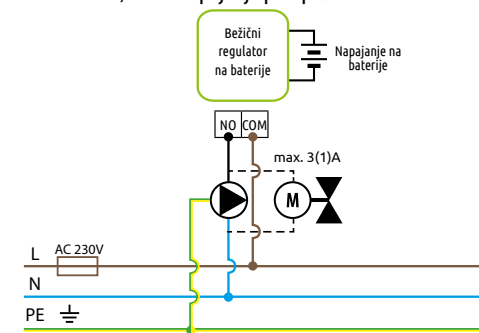 Bežični
regulator
na baterije
Napajanje na
baterije
NO COM
max. 3(1)A
M
L AC 230V
N
PE